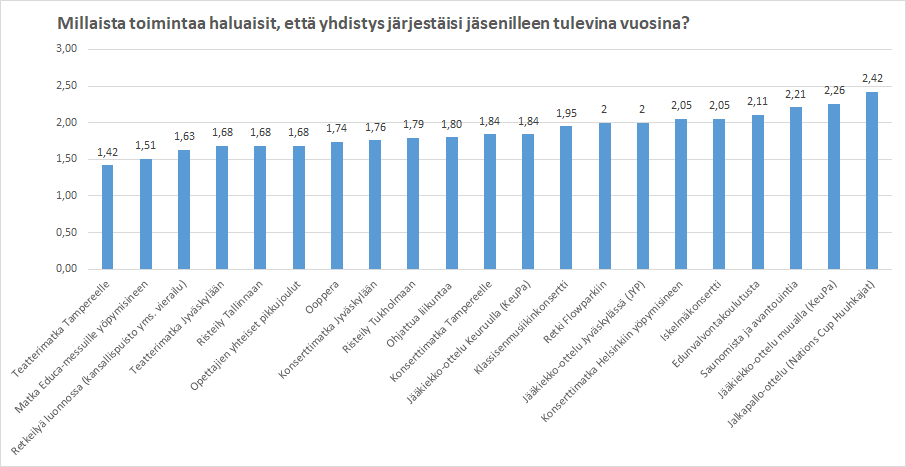 Millaista toimintaa haluaisit, että yhdistys järjestäisi jäsenilleen tulevina vuosina?
3,00
2,50
2,00
1,50
1,00
0,50
0,00
1,42
1,51
1,63
1,68
1,68
1,68
1,74
1,76
1,79
1,80
1,84
1,84
1,95
2
2
2,05
2,05
2,11
2,21
2,26
2,42
Teatterimatka Tampereelle
Matka Educa-messuille yöpymisineen
Retkeilyä luonnossa (kansallispuisto yms. vierailu)
Teatterimatka Jyväskylään
Risteily Tallinnaan
Opettajien yhteiset pikkujoulut
Ooppera
Konserttimatka Jyväskylään
Risteily Tukholmaan
Ohjattua liikuntaa
Konserttimatka Tampereelle
Jääkiekko-ottelu Keuruulla (KeuPa)
Klassisenmusiikinkonsertti
Retki Flowparkiin
Jääkiekko-ottelu Jyväskylässä (JYP)
Konserttimatka Helsinkiin yöpymisineen
Iskelmäkonsertti
Edunvalvontakoulutusta
Saunomista ja avantouintia
Jääkiekko-ottelu muualla (KeuPa)
Jalkapallo-ottelu (Nations Cup Huuhkajat)